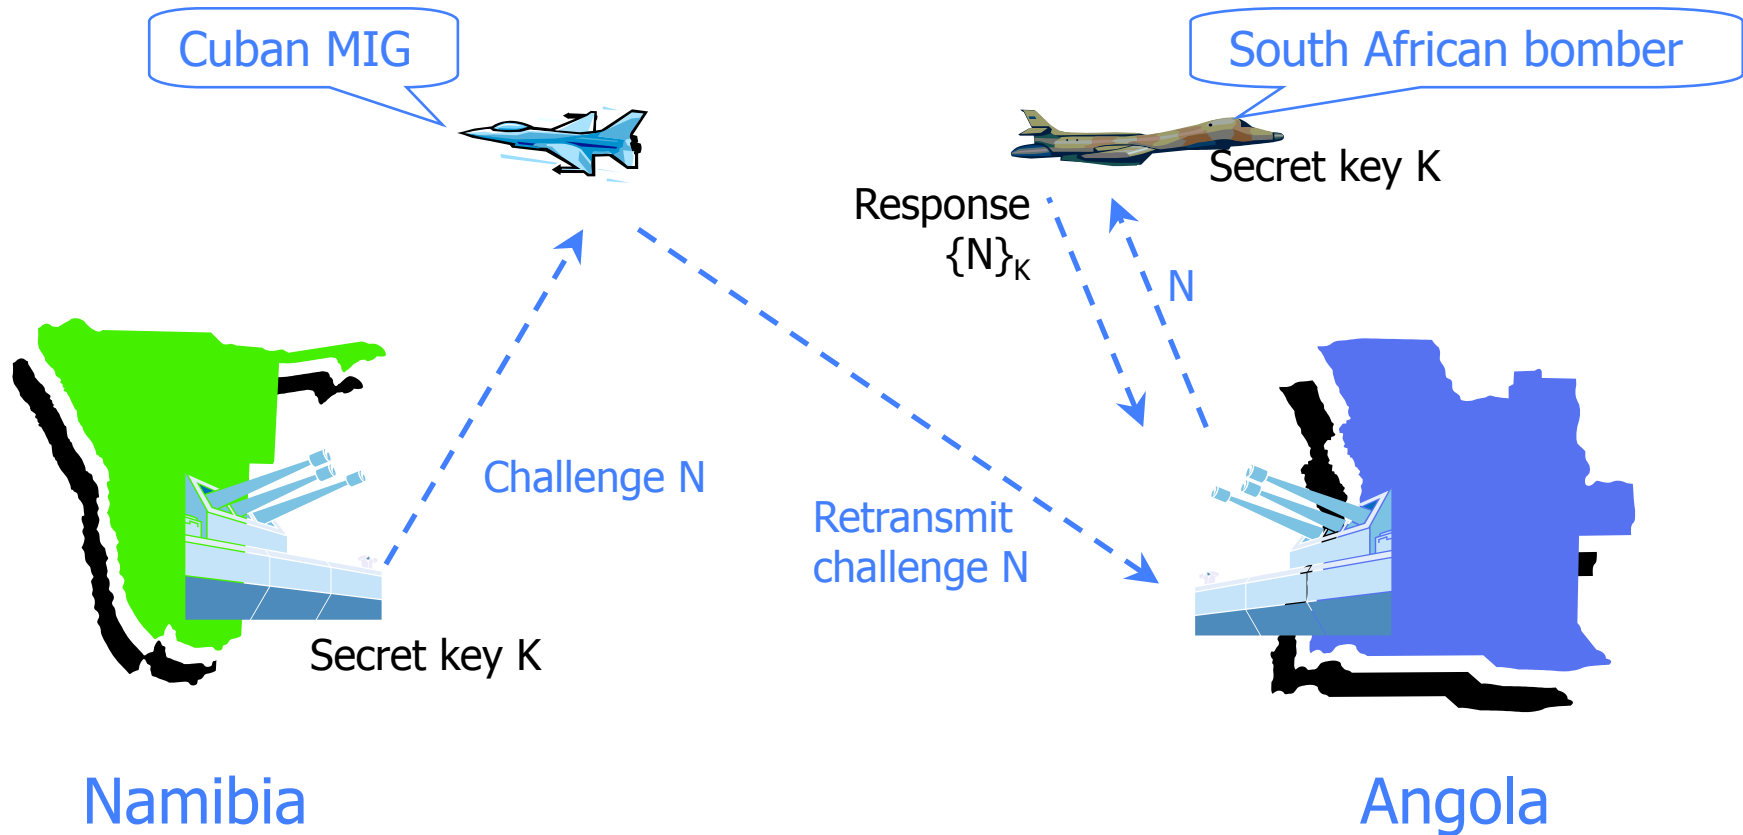 Cuban MIG
South African bomber
Secret key K
Response
{N}K
N
Challenge N
Retransmit
challenge N
Secret key K
Namibia
Angola